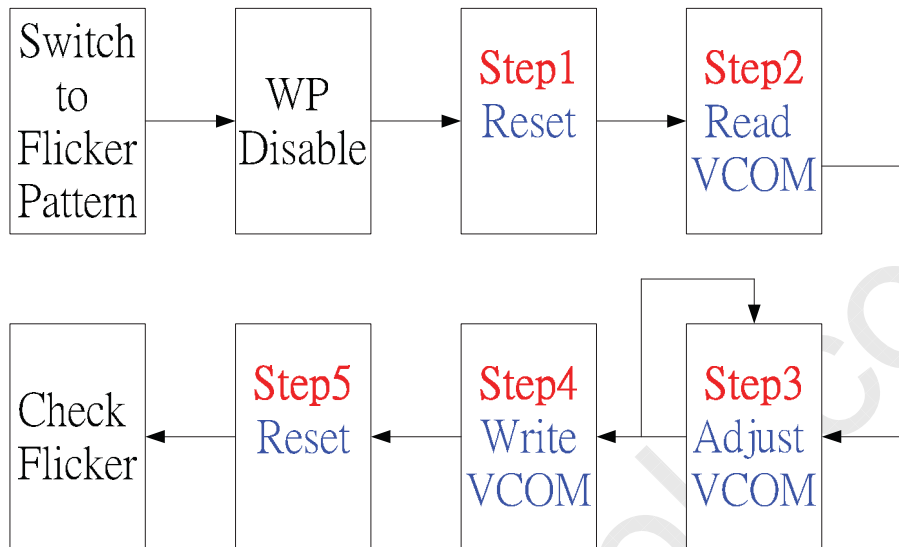 Switch
to
Flicker
Pattern
WP
Disable
Step1
Reset
Step2
Read
VCOM
Check
Flicker
Step5
Reset
Step4
Write
VCOM
Step3
Adjust
VCOM